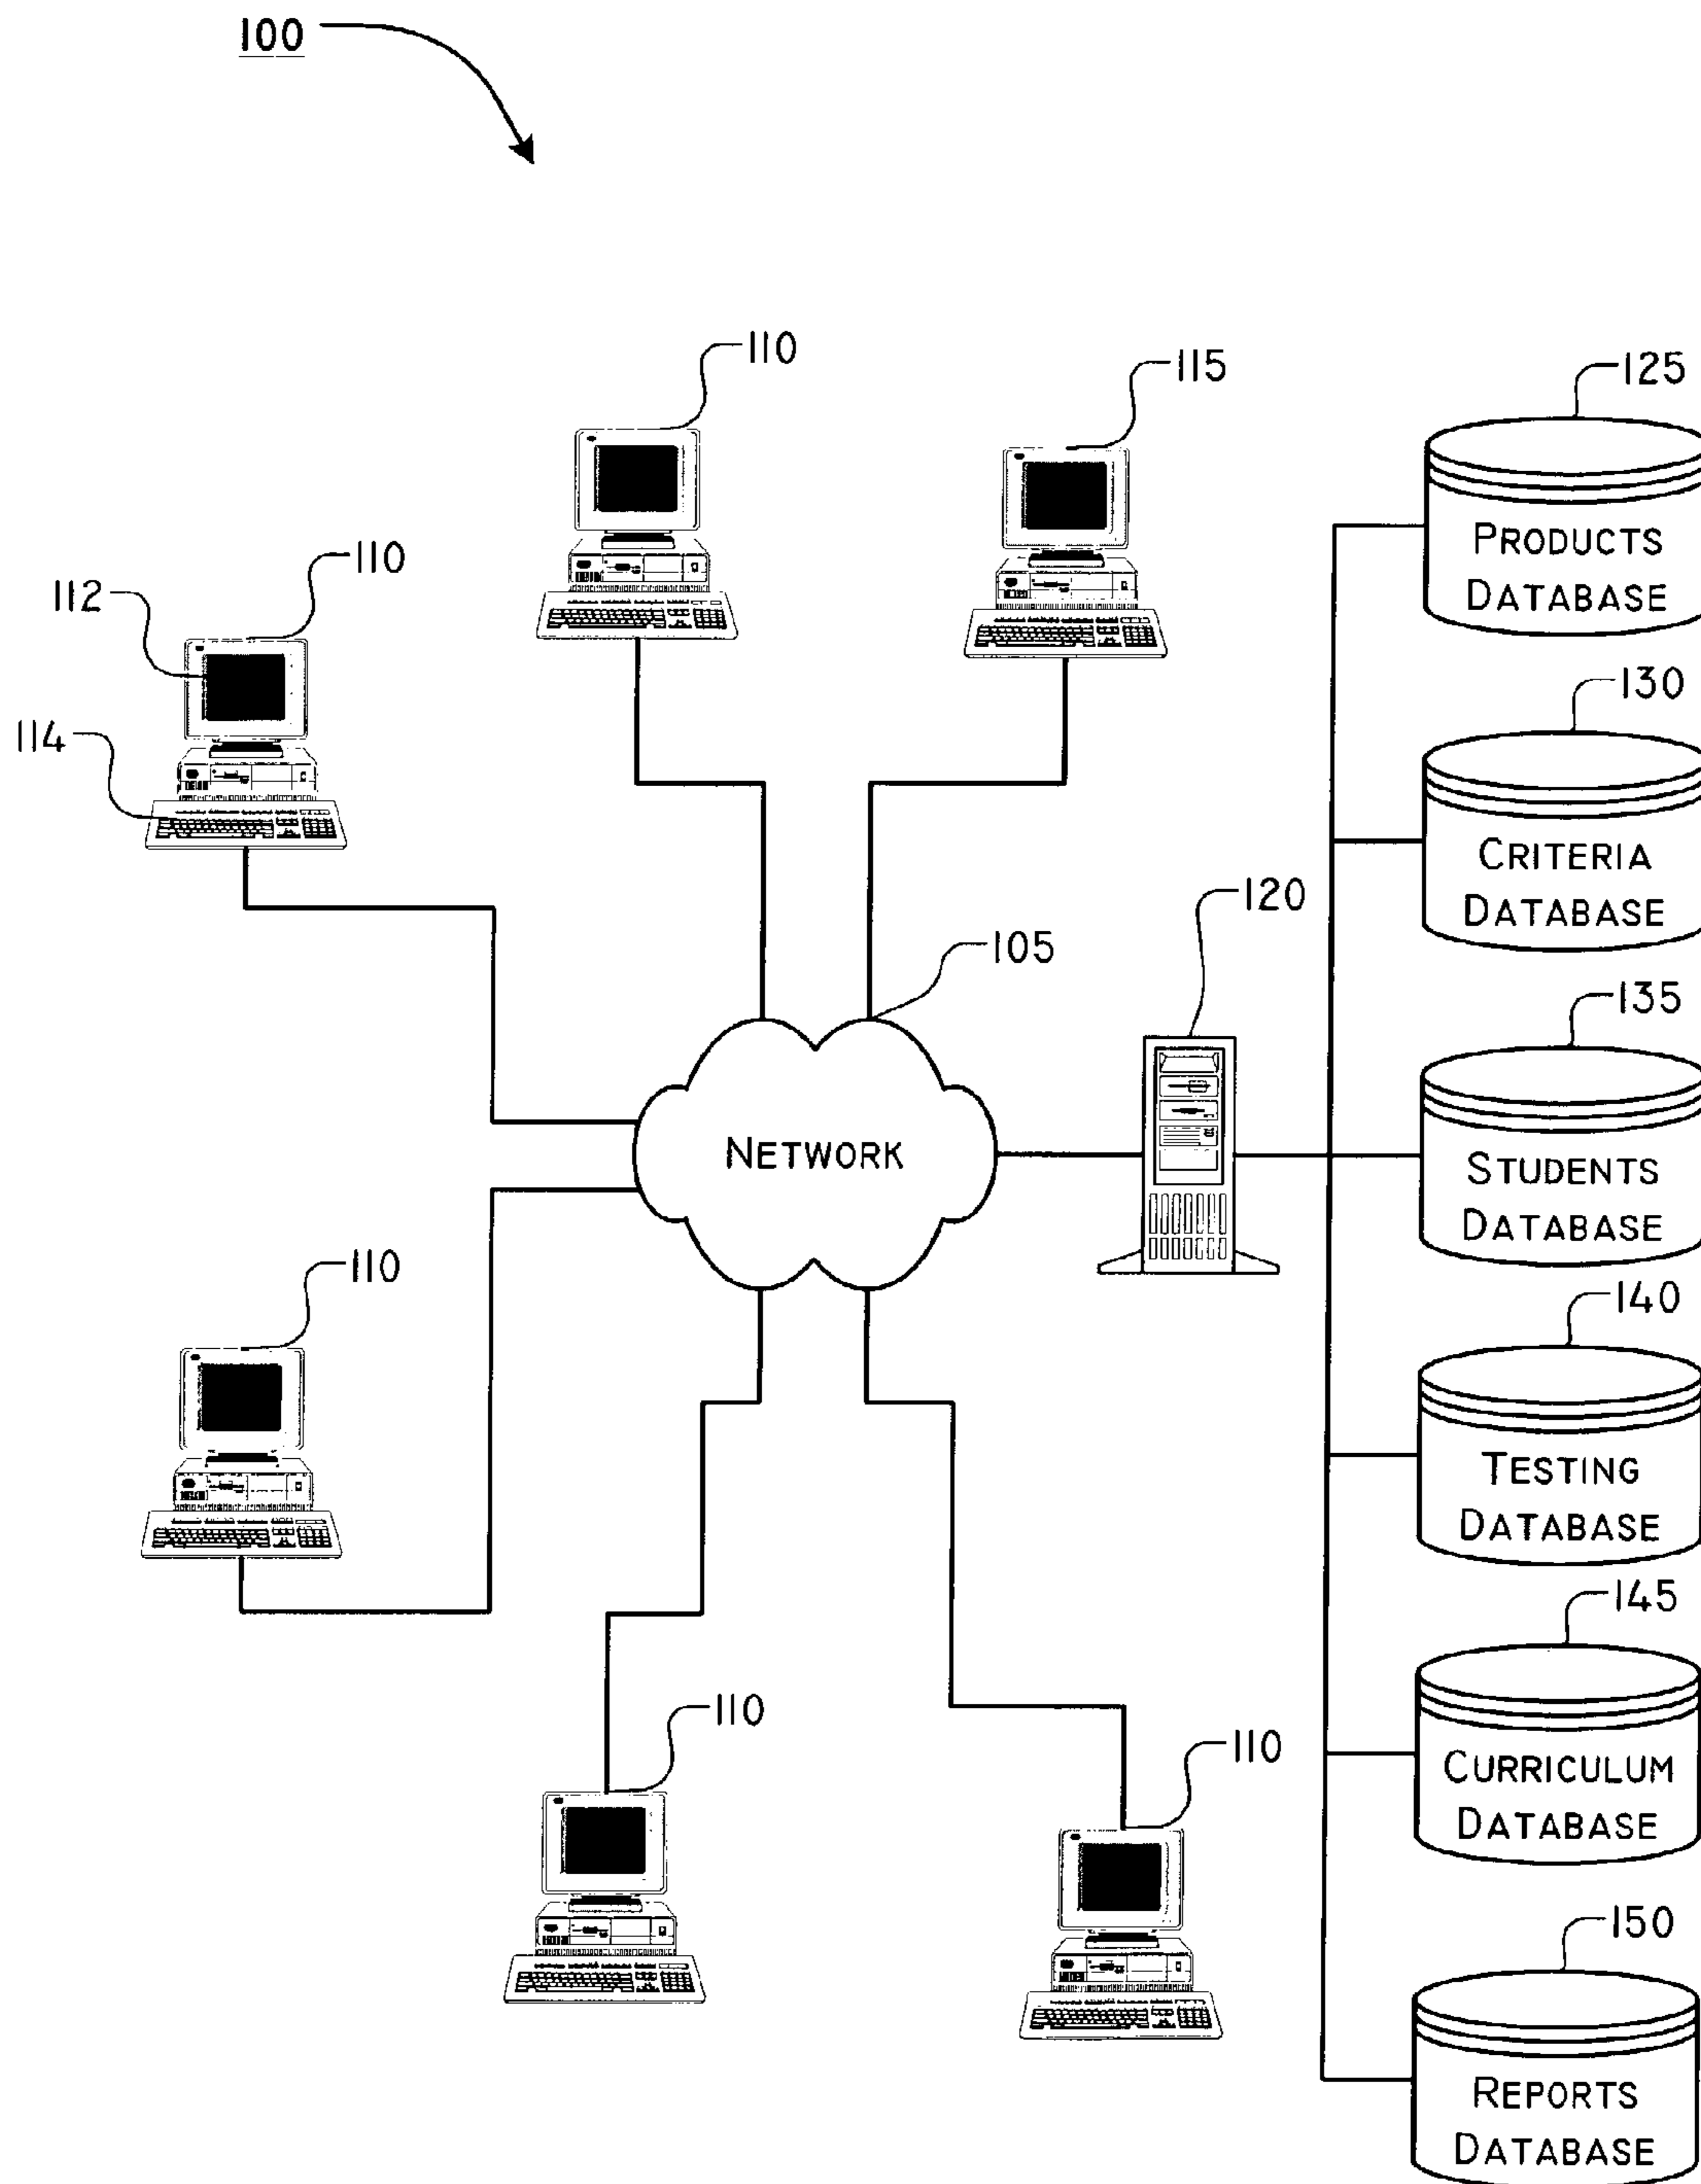 100
110
115
125
PRODUCTS
DATABASE
110
112
114
130
CRITERIA
DATABASE
120
105
135
STUDENTS
DATABASE
NETWORK
110
140
TESTING
DATABASE
145
CURRICULUM
DATABASE
110
110
150
REPORTS
DATABASE